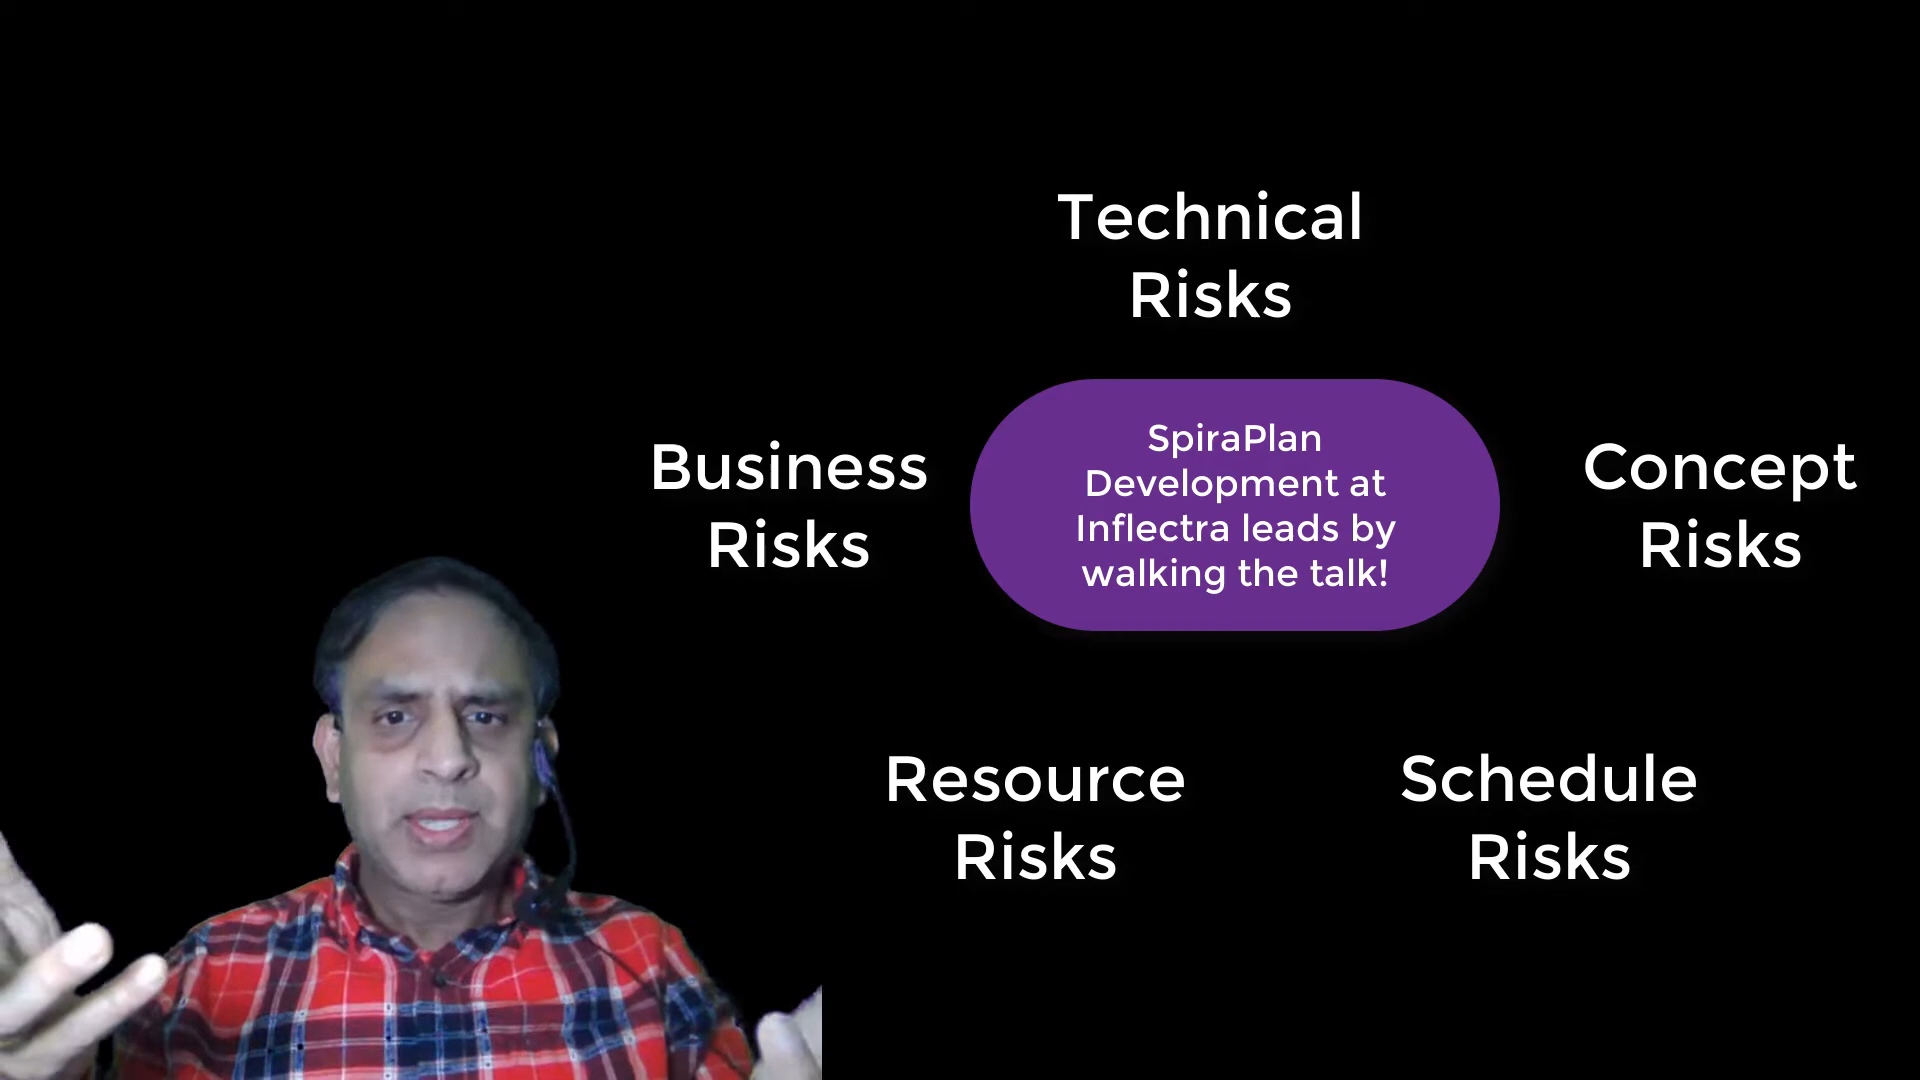 Technical
Risks
Business
Risks
SpiraPlan
Development at
Inflectra leads by
walking the talk!
Concept
Risks
Resource
Risks
Schedule
Risks